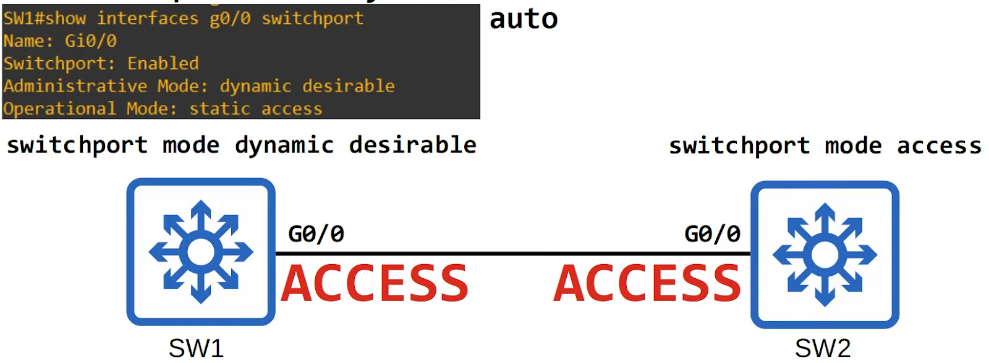 SW1#show interfaces g0/0 switchport
auto
Name: Gi0/0
Switchport: Enabled
Administrative Mode: dynamic desirable
Operational Mode: static access
switchport mode dynamic desirable
switchport mode access
G0/0
G0/0
ACCESS
ACCESS
SW1
SW2